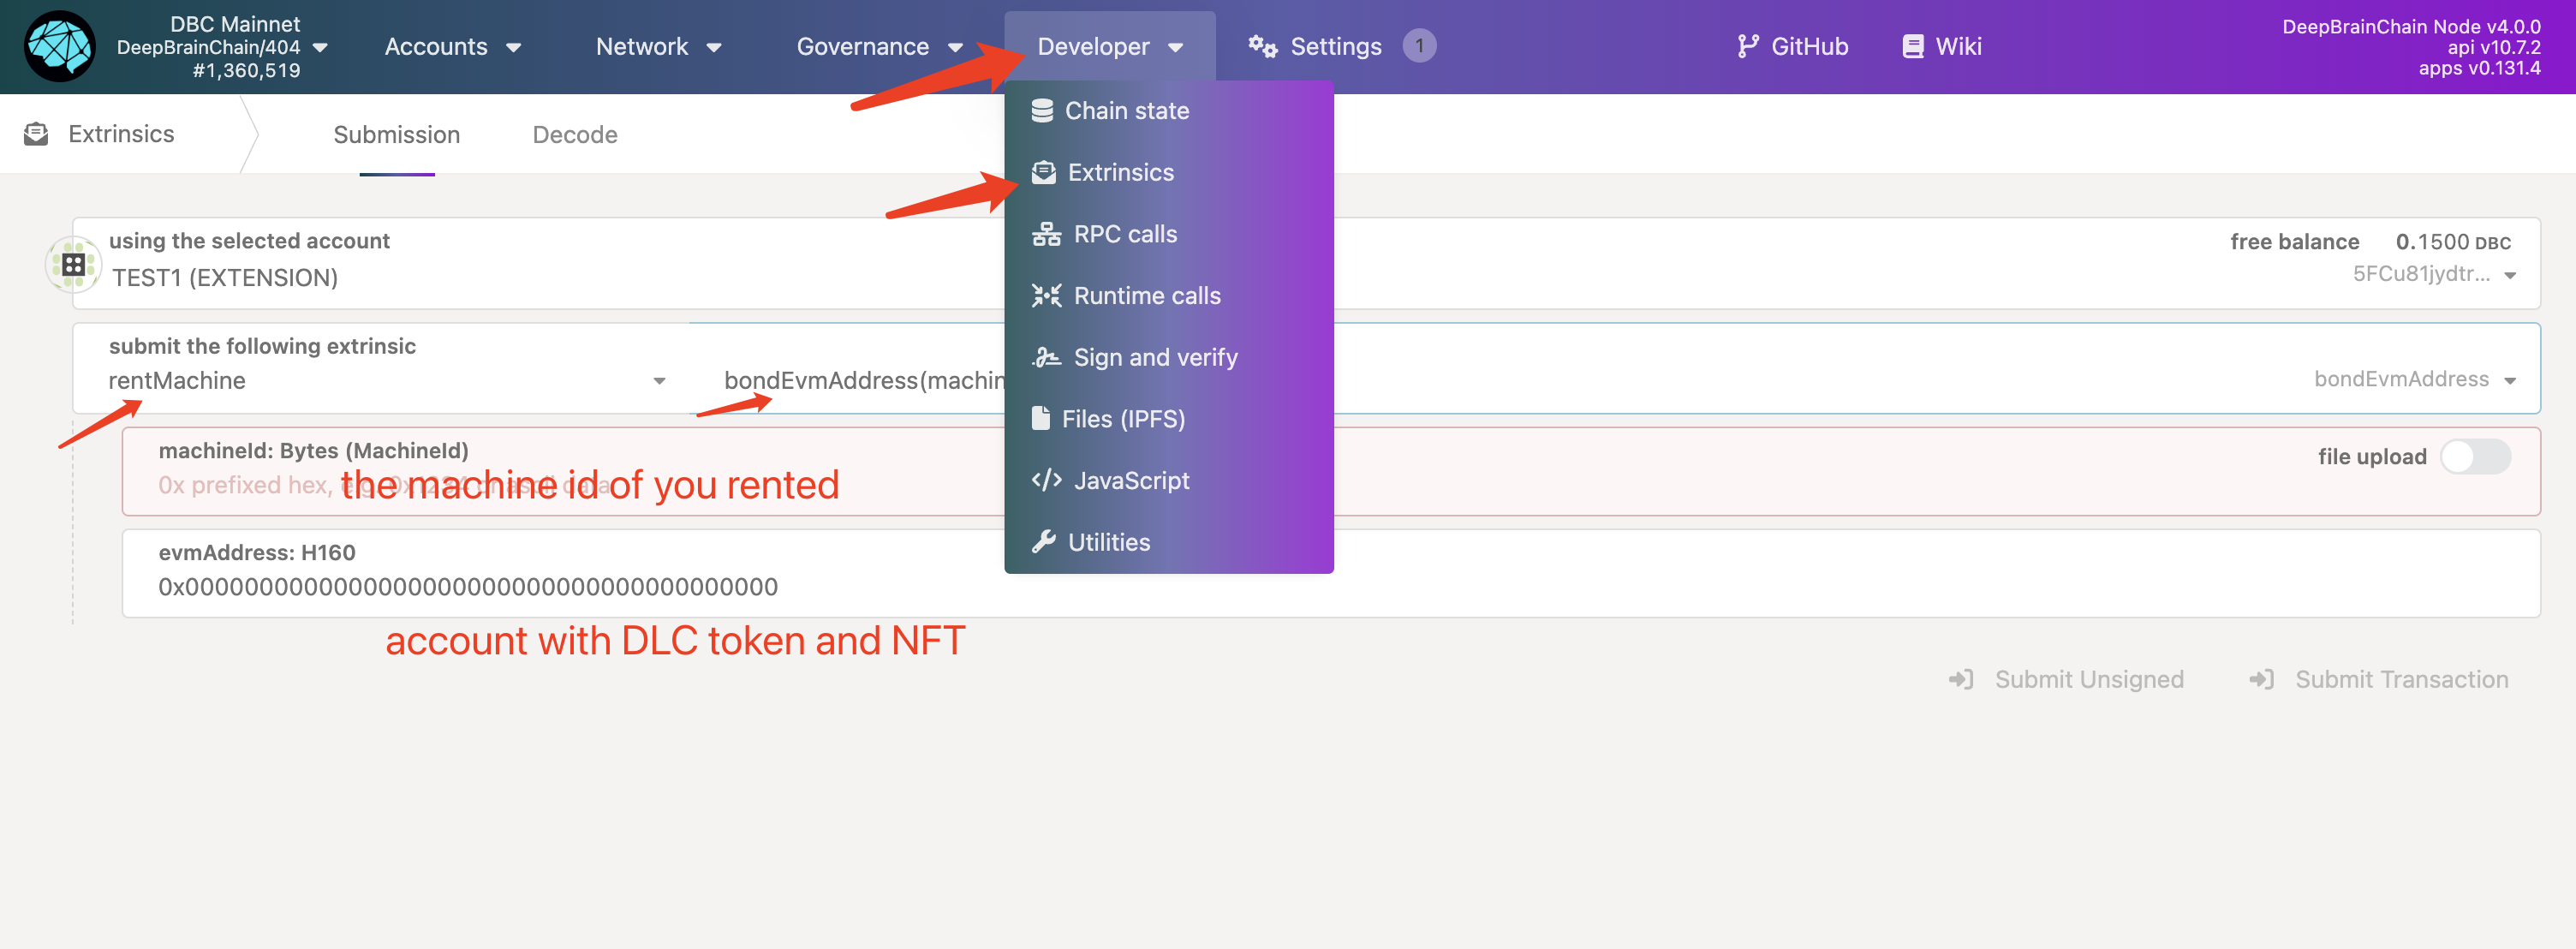 DBC Mainnet
DeepBrainChain/404
#1,360,519
Accounts
Network
Governance
Developer
Settings
1
GitHub
Wiki
DeepBrainChain Node v4.0.0
api v10.7.2
apps v0.131.4
Extrinsics
Submission
Decode
Chain state
Extrinsics
RPC calls
Runtime calls
Sign and verify
Files (IPFS)
JavaScript
Utilities
using the selected account
TEST1 (EXTENSION)
free balance 0.1500 DBC
5FCu81jydtr...
submit the following extrinsic
rentMachine
bondEvmAddress(machin
bondEvmAddress
machineId: Bytes (MachineId)
0x prefixed hex, e.g. 0x1234 or ascii data
the machine id of you rented
file upload
evmAddress: H160
0x0000000000000000000000000000000000000000
account with DLC token and NFT
Submit Unsigned
Submit Transaction